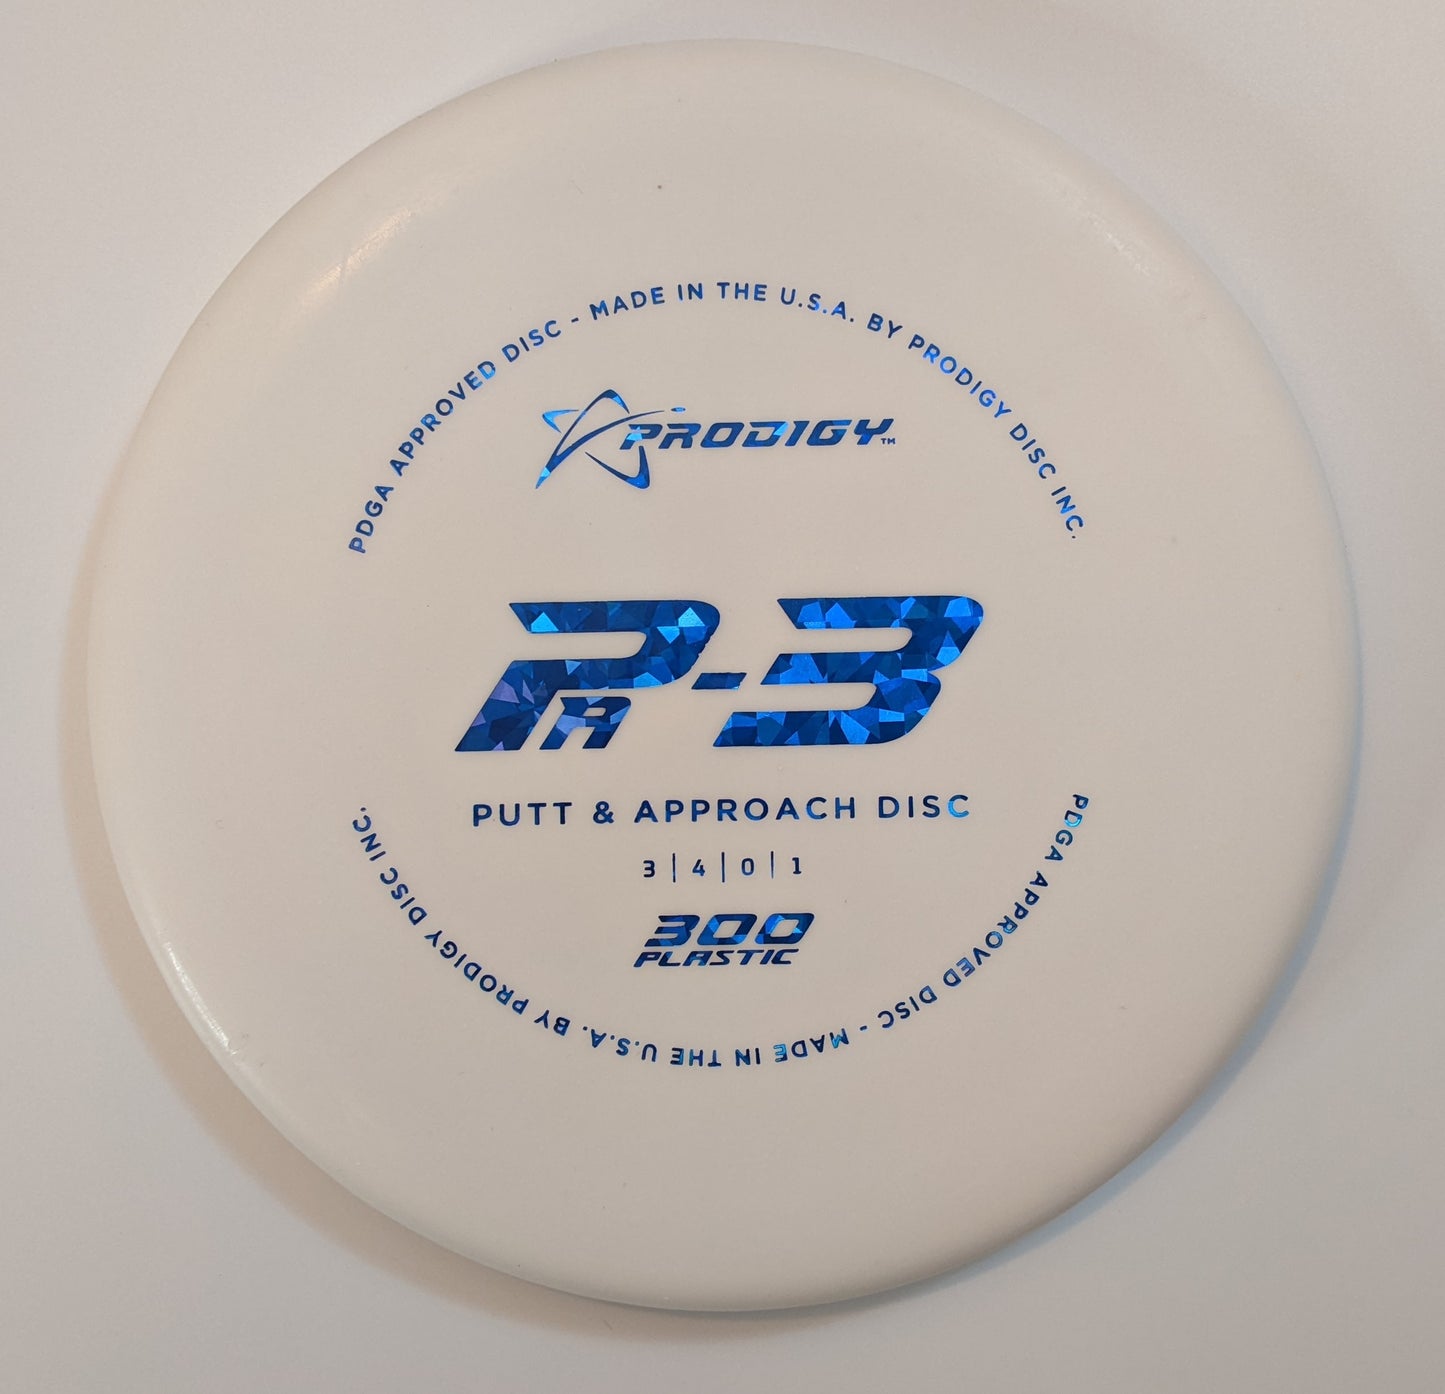 PDGA APPROVED DISC - MADE IN THE U.S.A. BY PRODIGY DISC INC.
PRODIGY™
PA-3
PUTT & APPROACH DISC
3 | 4 | 0 | 1
300
PLASTIC
PDGA APPROVED DISC - MADE IN THE U.S.A. BY PRODIGY DISC INC.